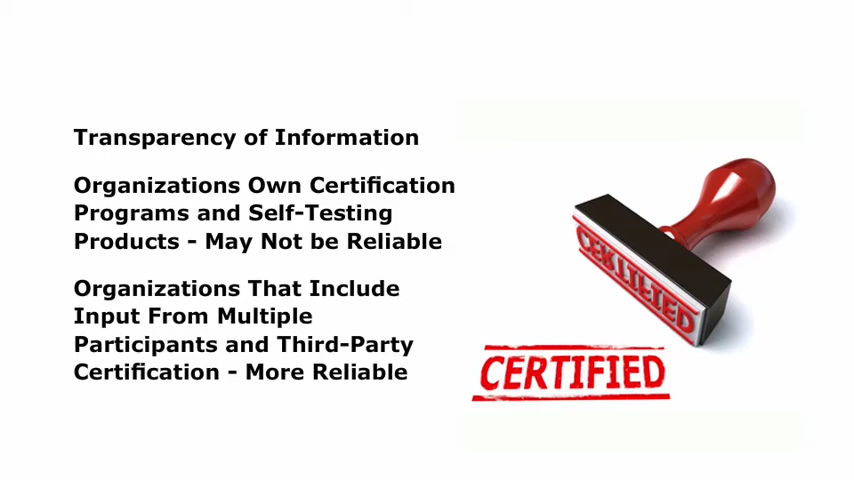 Transparency of Information
Organizations Own Certification
Programs and Self-Testing
Products - May Not be Reliable
Organizations That Include
Input From Multiple
Participants and Third-Party
Certification - More Reliable
CERTIFIED
CERTIFIED